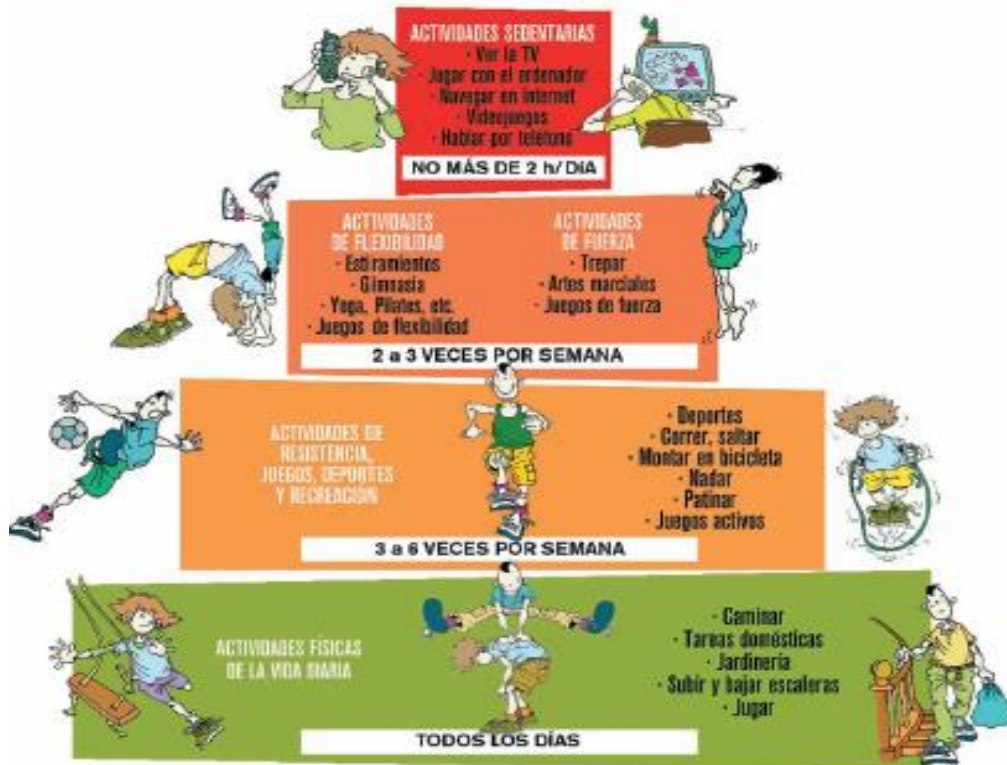 ACTIVIDADES SEDENTARIAS
· Ver la TV
· Jugar con el ordenador
· Navegar en internet
· Videojuegos
· Hablar por teléfono
NO MÁS DE 2 h/ DíA
ACTIVIDADES
DE FLEXIBILIDAD
· Estiramientos
· Gimnasia
· Yoga, Pilates, etc.
· Juegos de flexibilidad
ACTIVIDADES
DE FUERZA
· Trepar
· Artes marciales
· Juegos de fuerza
2 a 3 VECES POR SEMANA
ACTIVIDADES DE
RESISTENCIA,
JUEGOS, DEPORTES
Y RECREACIÓN
· Deportes
· Correr, saltar
· Montar en bicicleta
· Nadar
· Patinar
· Juegos activos
3 a 6 VECES POR SEMANA
ACTIVIDADES FÍSICAS
DE LA VIDA DIARIA
· Caminar
· Tareas domésticas
· Jardinería
· Subir y bajar escaleras
· Jugar
TODOS LOS DÍAS